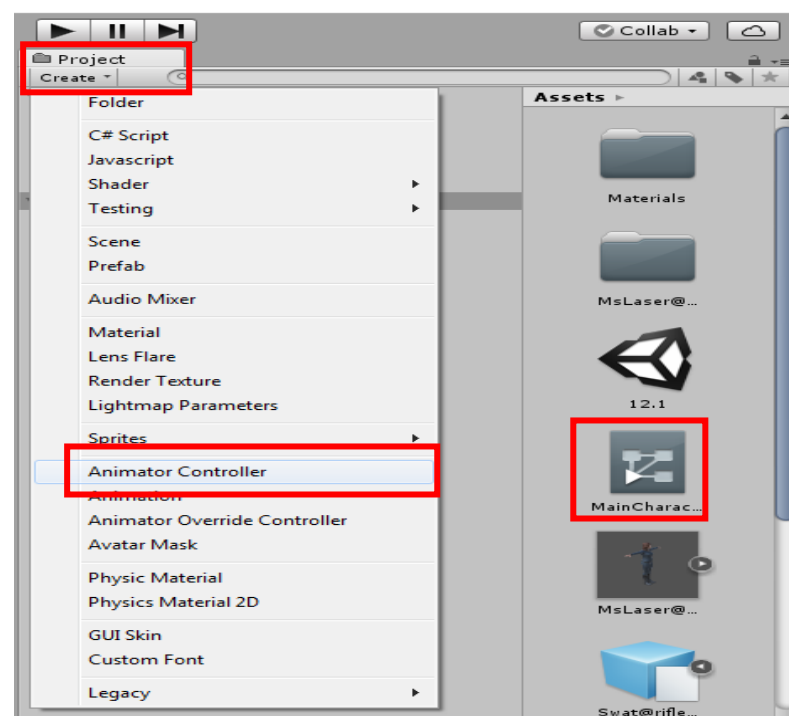 Collab
Project
Create
Assets
Folder
C# Script
Javascript
Shader
Testing
Scene
Prefab
Audio Mixer
Material
Lens Flare
Render Texture
Lightmap Parameters
Sprites
Animator Controller
Animation
Animator Override Controller
Avatar Mask
Physic Material
Physics Material 2D
GUI Skin
Custom Font
Legacy
Materials
MsLaser@...
12.1
MainCharac...
MsLaser@...
Swat@rifle...